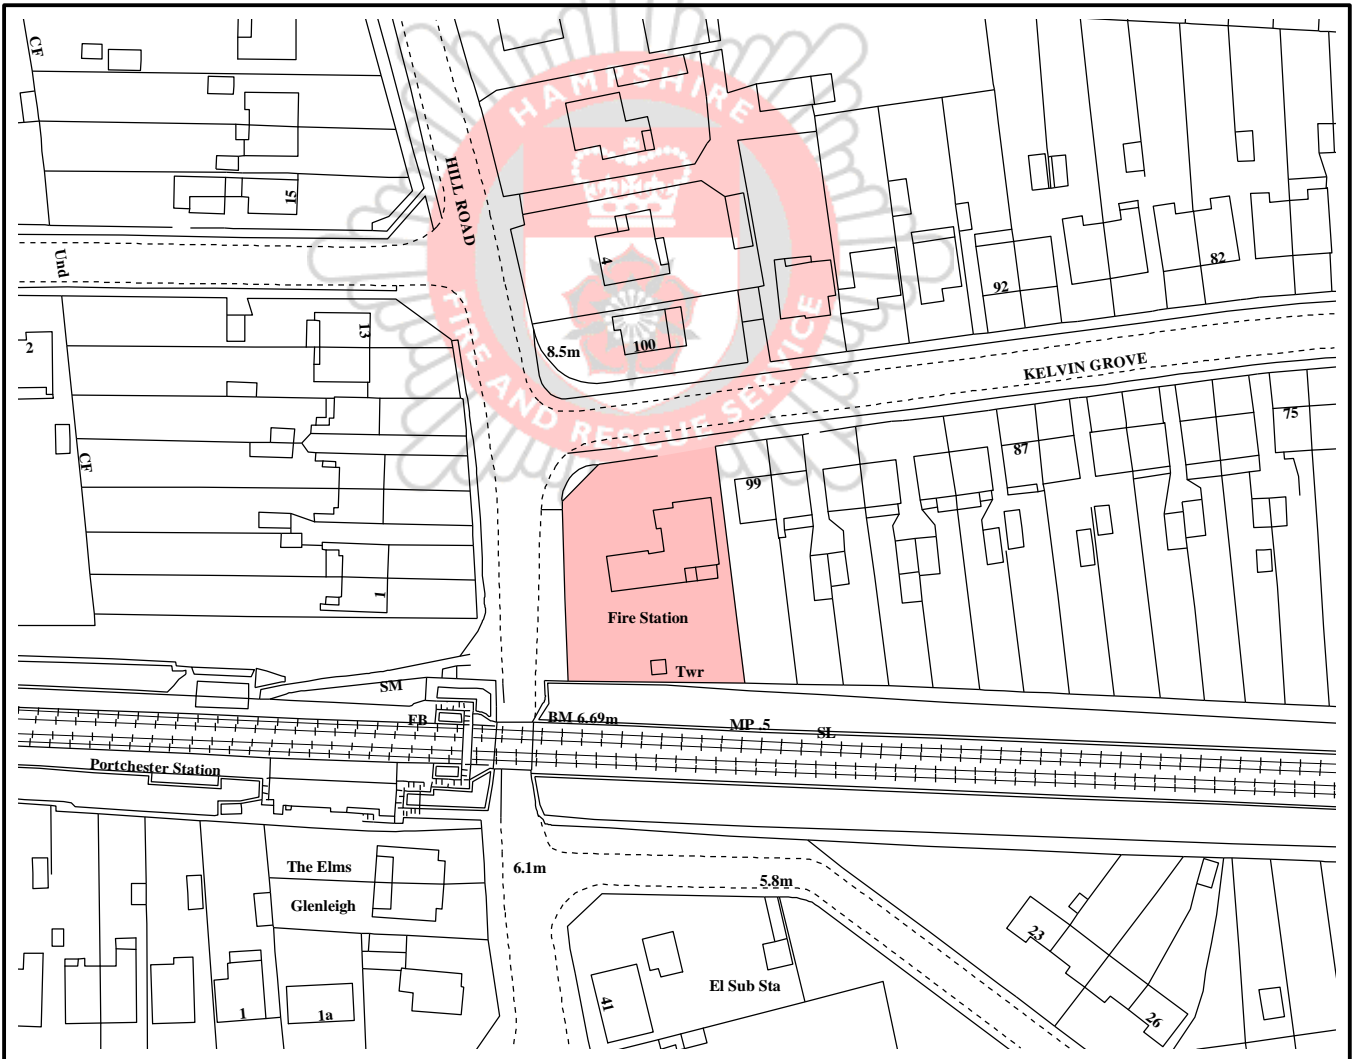 CF
HAMPSHIRE
FIRE AND RESCUE SERVICE
HILL ROAD
15
Und
4
92
82
13
2
8.5m
100
KELVIN GROVE
75
CF
99
87
1
Fire Station
Twr
SM
FB
BM 6.69m
MP .5
SL
Portchester Station
The Elms
6.1m
5.8m
Glenleigh
23
El Sub Sta
41
1
1a
26